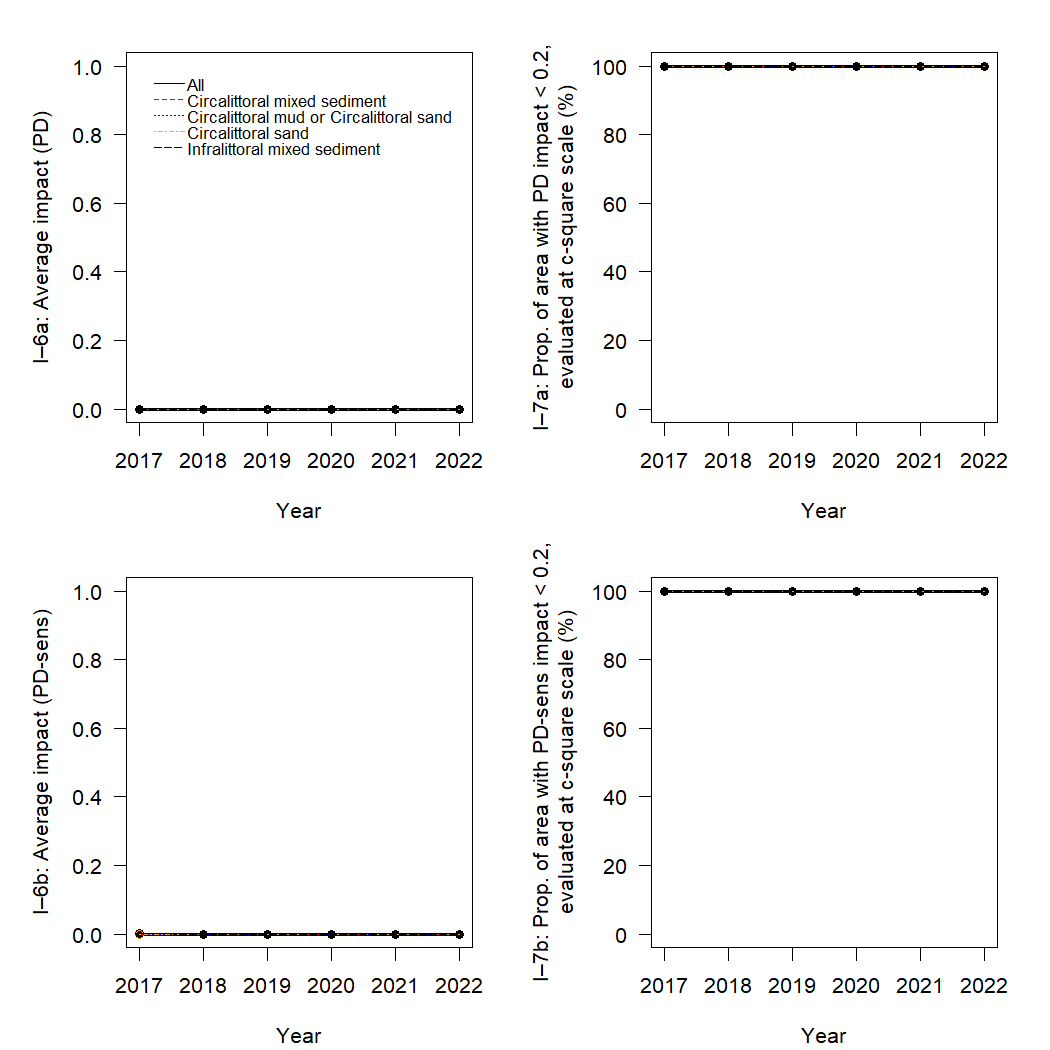 I−6a: Average impact (PD)
1.0
0.8
0.6
0.4
0.2
0.0
All
Circalittoral mixed sediment
Circalittoral mud or Circalittoral sand
Circalittoral sand
Infralittoral mixed sediment
2017 2018 2019 2020 2021 2022
Year
I−7a: Prop. of area with PD impact < 0.2,
evaluated at c-square scale (%)
100
80
60
40
20
0
2017 2018 2019 2020 2021 2022
Year
I−6b: Average impact (PD-sens)
1.0
0.8
0.6
0.4
0.2
0.0
2017 2018 2019 2020 2021 2022
Year
I−7b: Prop. of area with PD-sens impact < 0.2,
evaluated at c-square scale (%)
100
80
60
40
20
0
2017 2018 2019 2020 2021 2022
Year